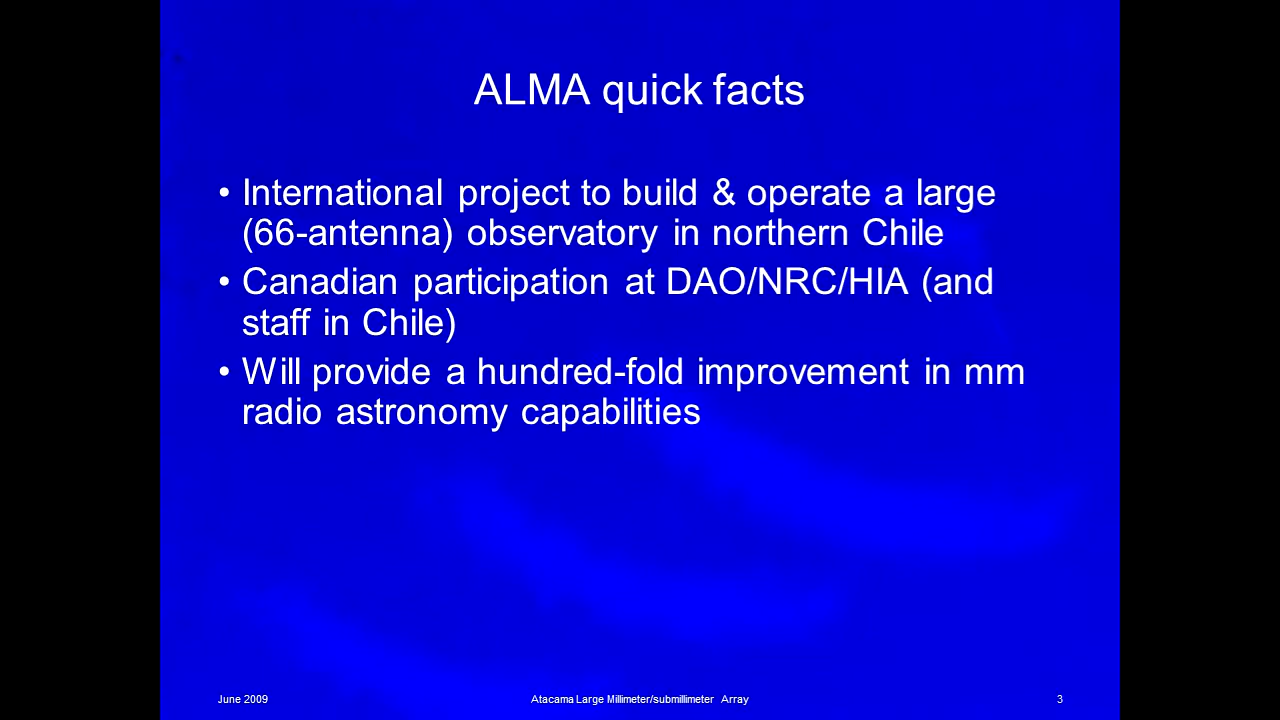 ALMA quick facts
• International project to build & operate a large
(66-antenna) observatory in northern Chile
• Canadian participation at DAO/NRC/HIA (and
staff in Chile)
• Will provide a hundred-fold improvement in mm
radio astronomy capabilities
June 2009
Atacama Large Millimeter/submillimeter Array
3